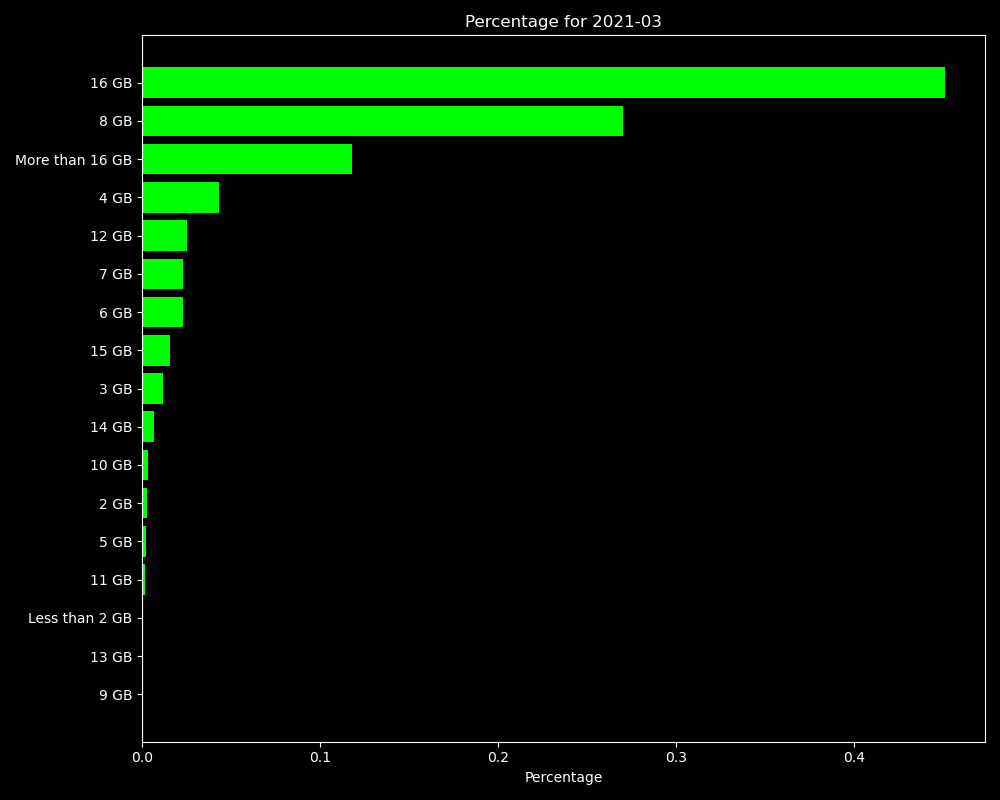 Percentage for 2021-03
16 GB
8 GB
More than 16 GB
4 GB
12 GB
7 GB
6 GB
15 GB
3 GB
14 GB
10 GB
2 GB
5 GB
11 GB
Less than 2 GB
13 GB
9 GB
0.0 0.1 0.2 0.3 0.4
Percentage